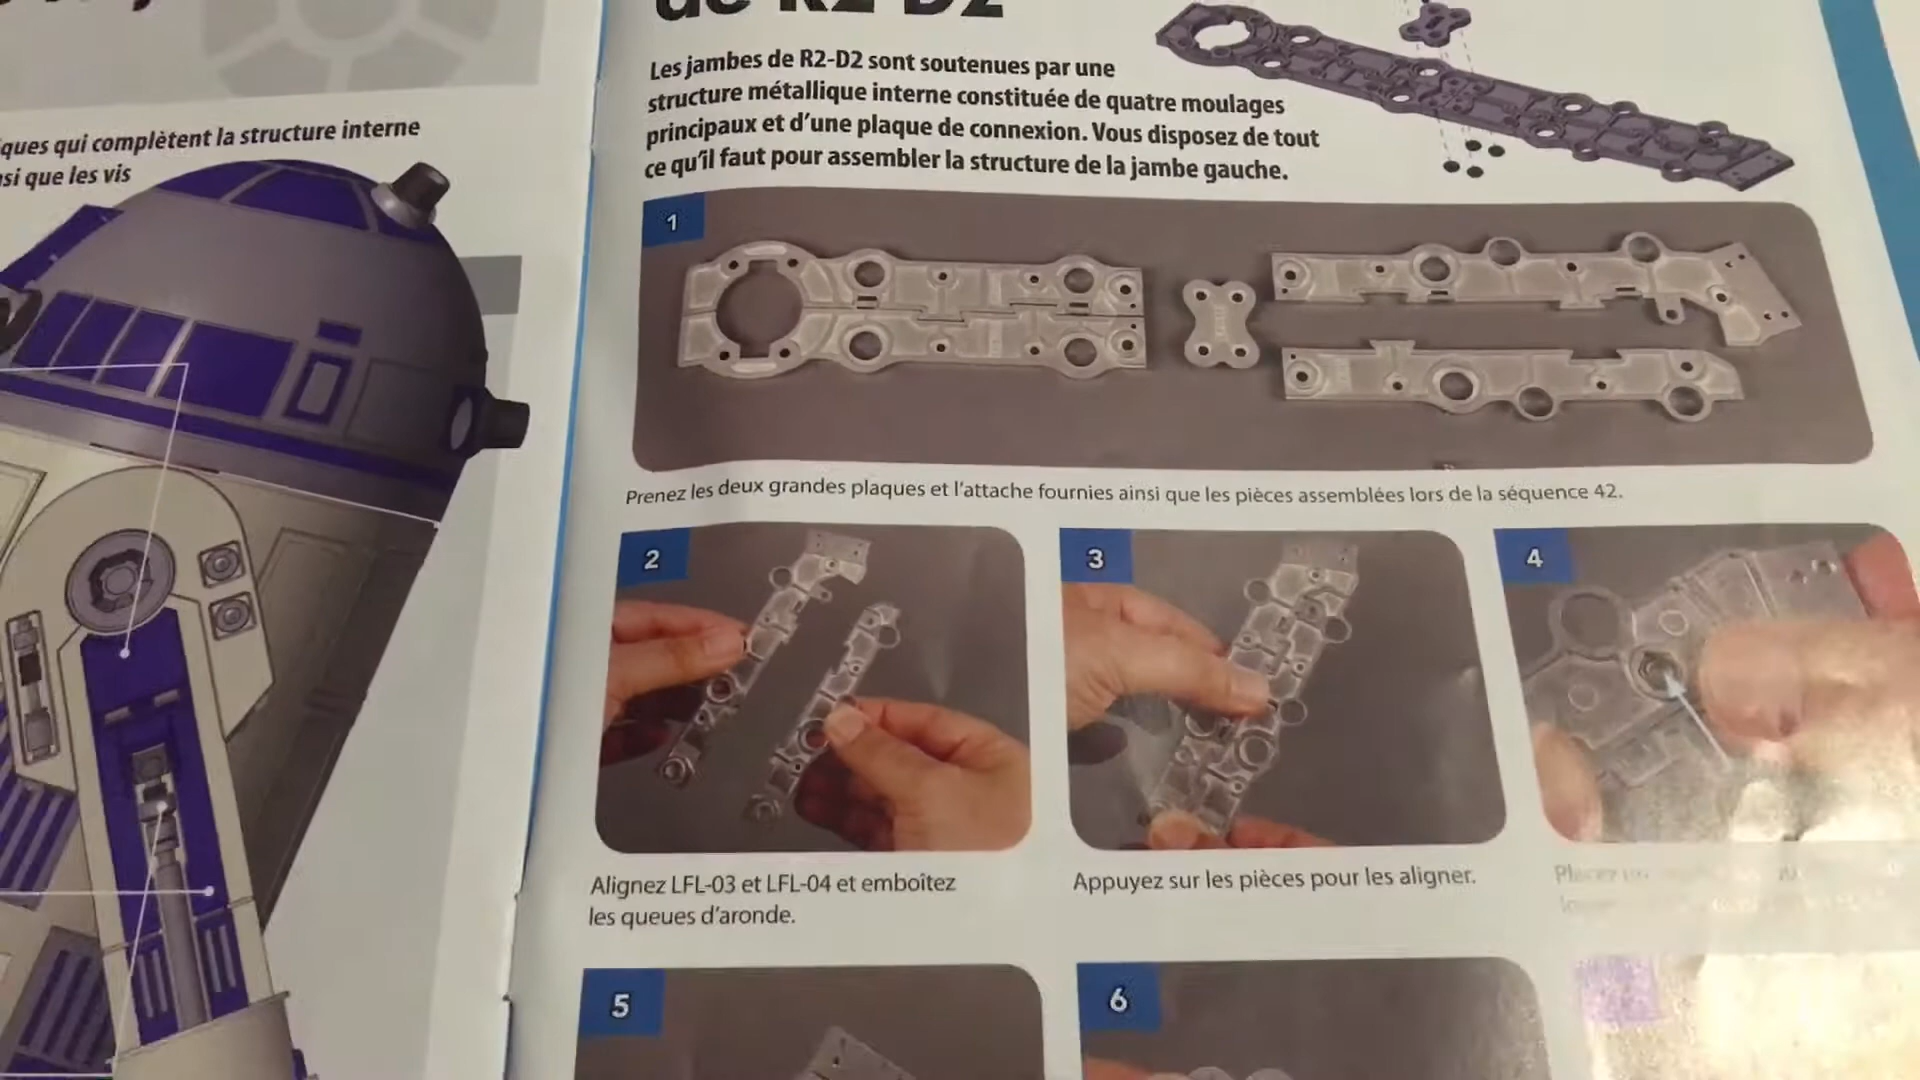 iques qui complètent la structure interne
si que les vis
de R2-D2
Les jambes de R2-D2 sont soutenues par une
structure métallique interne constituée de quatre moulages
principaux et d'une plaque de connexion. Vous disposez de tout
ce qu'il faut pour assembler la structure de la jambe gauche.
1
Prenez les deux grandes plaques et l'attache fournies ainsi que les pièces assemblées lors de la séquence 42.
2
3
4
Alignez LFL-03 et LFL-04 et emboîtez
les queues d'aronde.
Appuyez sur les pièces pour les aligner.
Placez
5
6